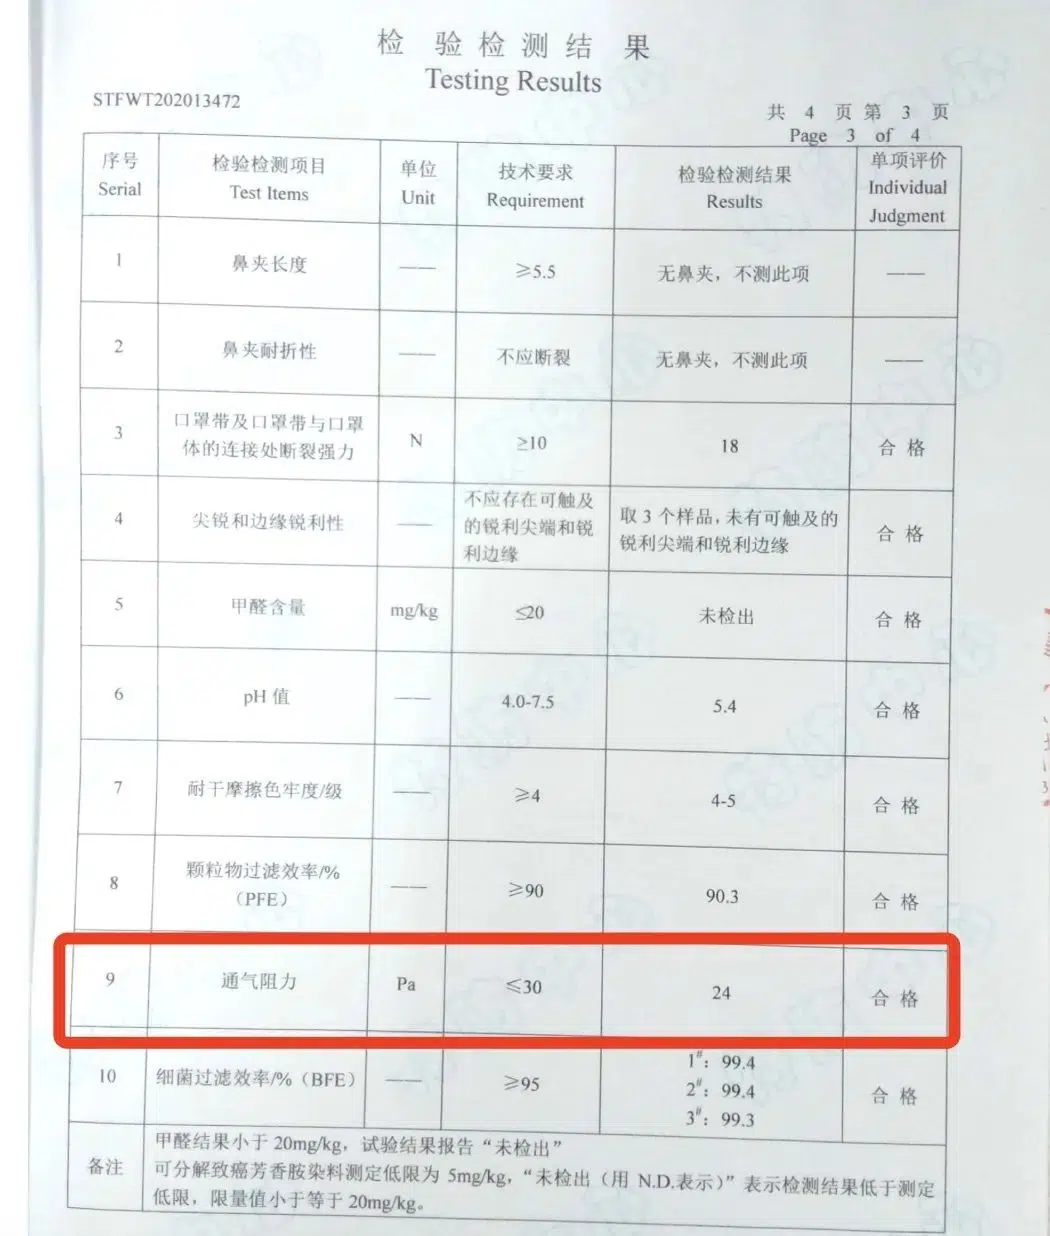 检验检测结果
Testing Results
STFWT202013472
共 4 页 第 3 页
Page 3 of 4
序号 Serial
检验检测项目 Test Items
单位 Unit
技术要求 Requirement
检验检测结果 Results
单项评价 Individual Judgment
1 鼻夹长度 —— ≥5.5 无鼻夹，不测此项 ——
2 鼻夹耐折性 —— 不应断裂 无鼻夹，不测此项 ——
3
口罩带及口罩带与口罩
体的连接处断裂强力
N ≥10 18 合 格
4 尖锐和边缘锐利性 ——
不应存在可触及
的锐利尖端和锐
利边缘
取 3 个样品，未有可触及的
锐利尖端和锐利边缘
合 格
5 甲醛含量 mg/kg ≤20 未检出 合 格
6 pH 值 —— 4.0-7.5 5.4 合 格
7 耐干摩擦色牢度/级 —— ≥4 4-5 合 格
8
颗粒物过滤效率/%
（PFE）
—— ≥90 90.3 合 格
9 通气阻力 Pa ≤30 24 合 格
10 细菌过滤效率/%（BFE） —— ≥95
1#：99.4
2#：99.4
3#：99.3
合 格
备注
甲醛结果小于 20mg/kg，试验结果报告“未检出”
可分解致癌芳香胺染料测定低限为 5mg/kg，“未检出（用 N.D.表示）”表示检测结果低于测定
低限，限量值小于等于 20mg/kg。